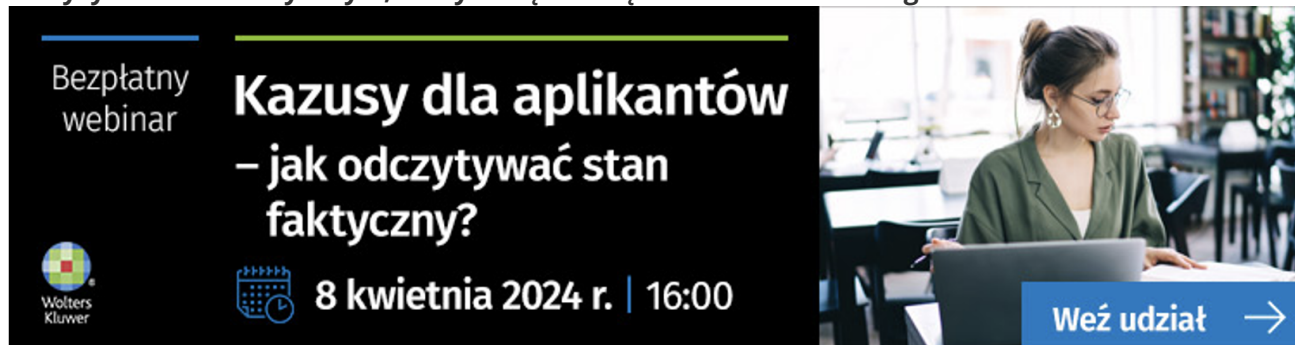 Bezpłatny
webinar
Kazusy dla aplikantów
– jak odczytywać stan
faktyczny?
8 kwietnia 2024 r. | 16:00
Wolters
Kluwer
Weź udział